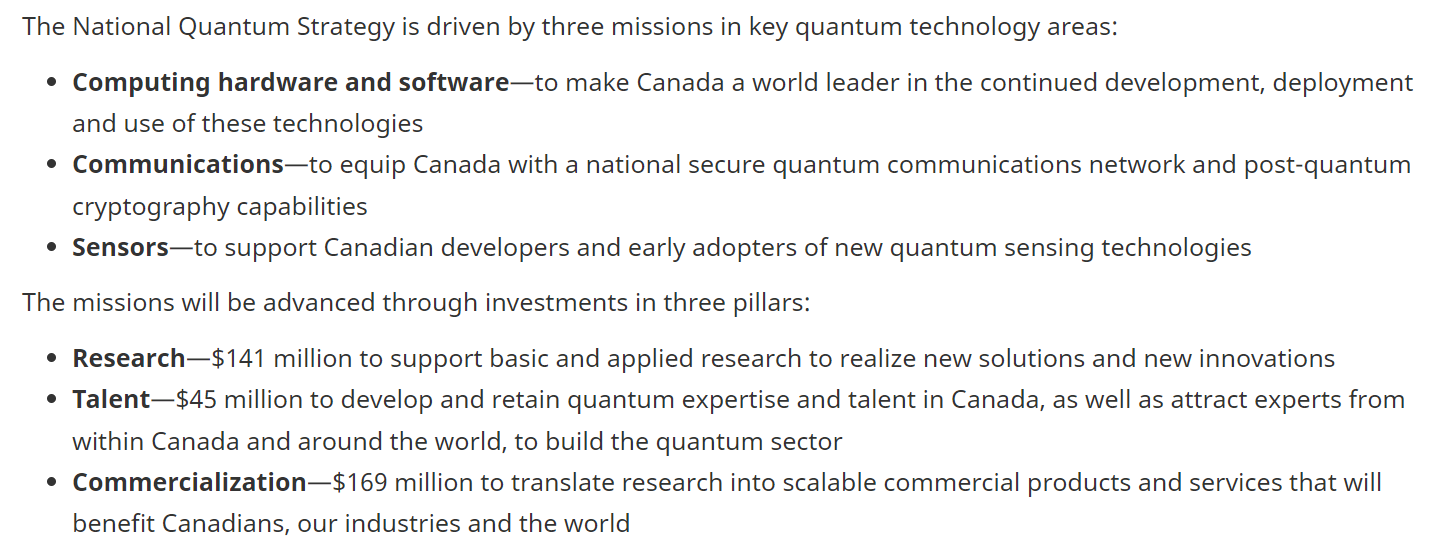 The National Quantum Strategy is driven by three missions in key quantum technology areas:
• Computing hardware and software—to make Canada a world leader in the continued development, deployment
and use of these technologies
• Communications—to equip Canada with a national secure quantum communications network and post-quantum
cryptography capabilities
• Sensors—to support Canadian developers and early adopters of new quantum sensing technologies
The missions will be advanced through investments in three pillars:
• Research—$141 million to support basic and applied research to realize new solutions and new innovations
• Talent—$45 million to develop and retain quantum expertise and talent in Canada, as well as attract experts from
within Canada and around the world, to build the quantum sector
• Commercialization—$169 million to translate research into scalable commercial products and services that will
benefit Canadians, our industries and the world